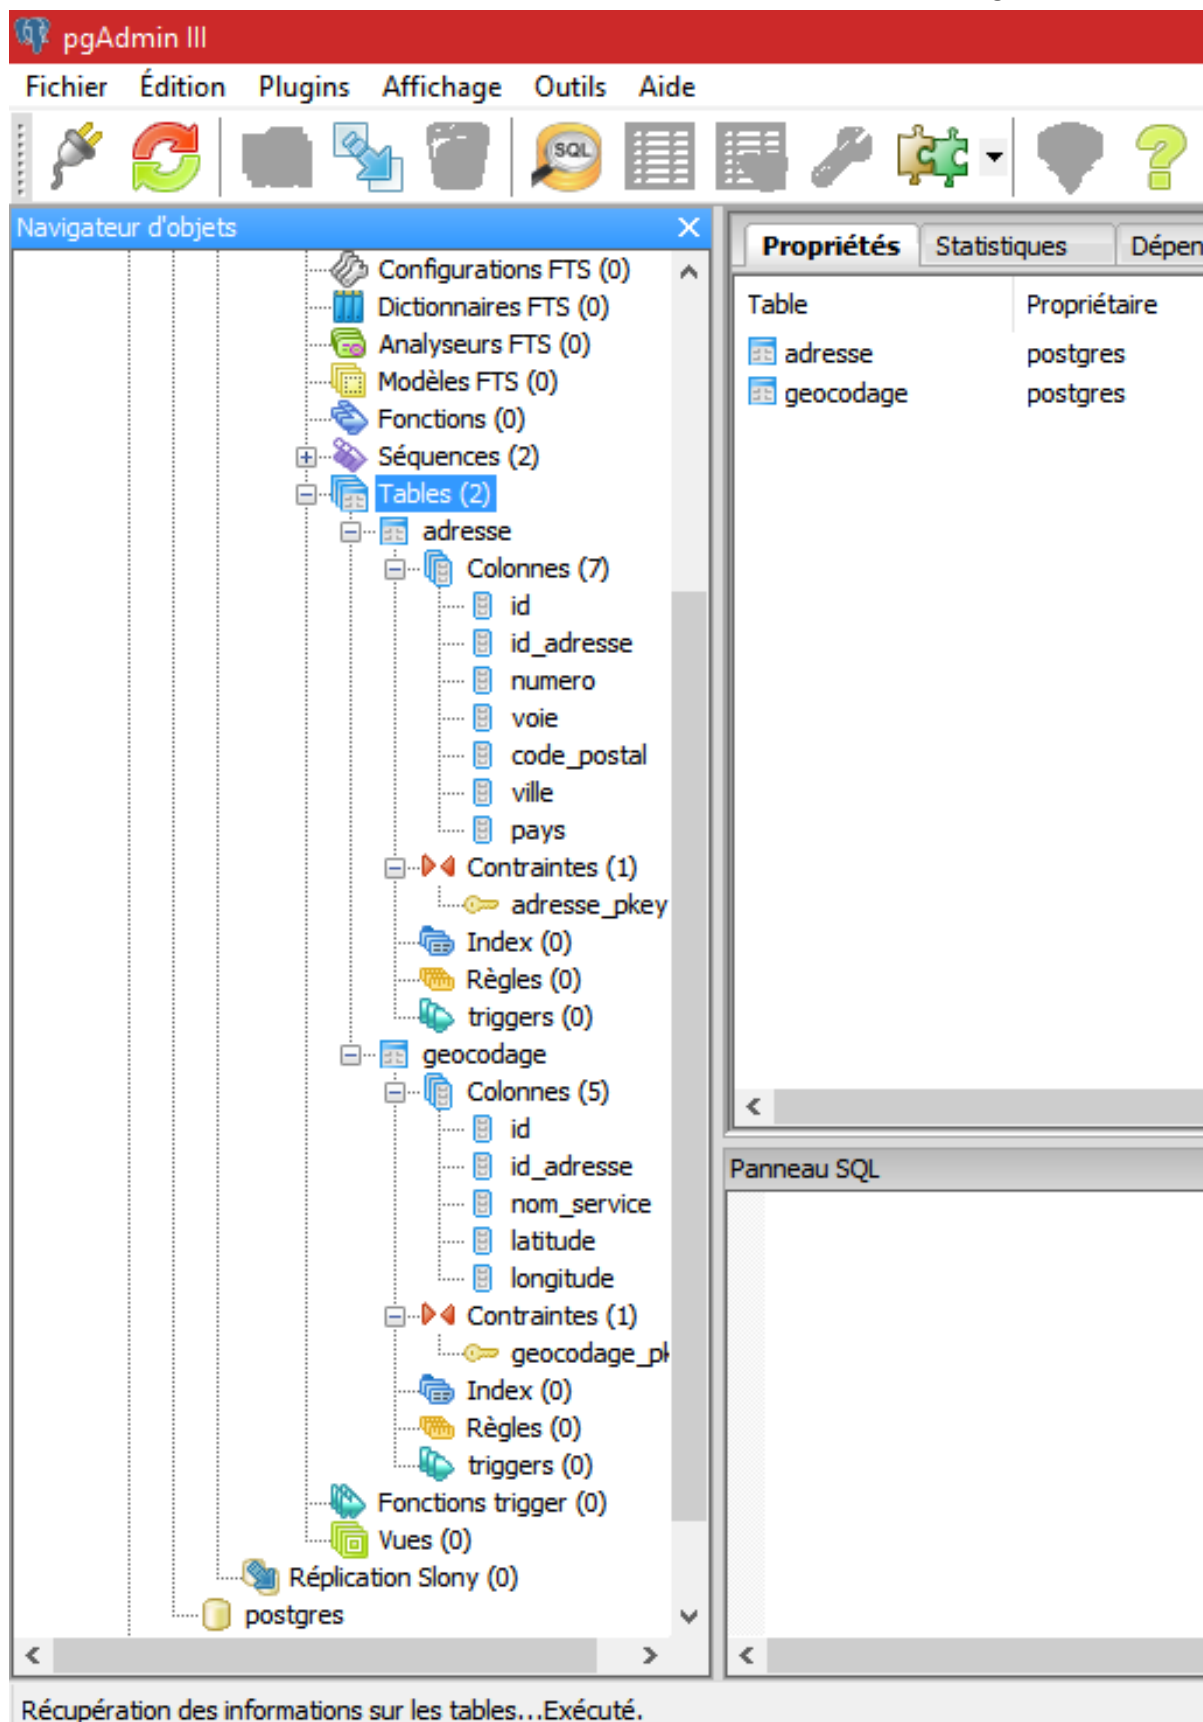 pgAdmin III
Fichier Édition Plugins Affichage Outils Aide
SQL
Navigateur d'objets
Configurations FTS (0)
Dictionnaires FTS (0)
Analyseurs FTS (0)
Modèles FTS (0)
Fonctions (0)
Séquences (2)
Tables (2)
adresse
Colonnes (7)
id
id_adresse
numero
voie
code_postal
ville
pays
Contraintes (1)
adresse_pkey
Index (0)
Règles (0)
triggers (0)
geocodage
Colonnes (5)
id
id_adresse
nom_service
latitude
longitude
Contraintes (1)
geocodage_pk
Index (0)
Règles (0)
triggers (0)
Fonctions trigger (0)
Vues (0)
Réplication Slony (0)
postgres
Propriétés Statistiques Dépen
Table Propriétaire
adresse postgres
geocodage postgres
Panneau SQL
Récupération des informations sur les tables...Exécuté.